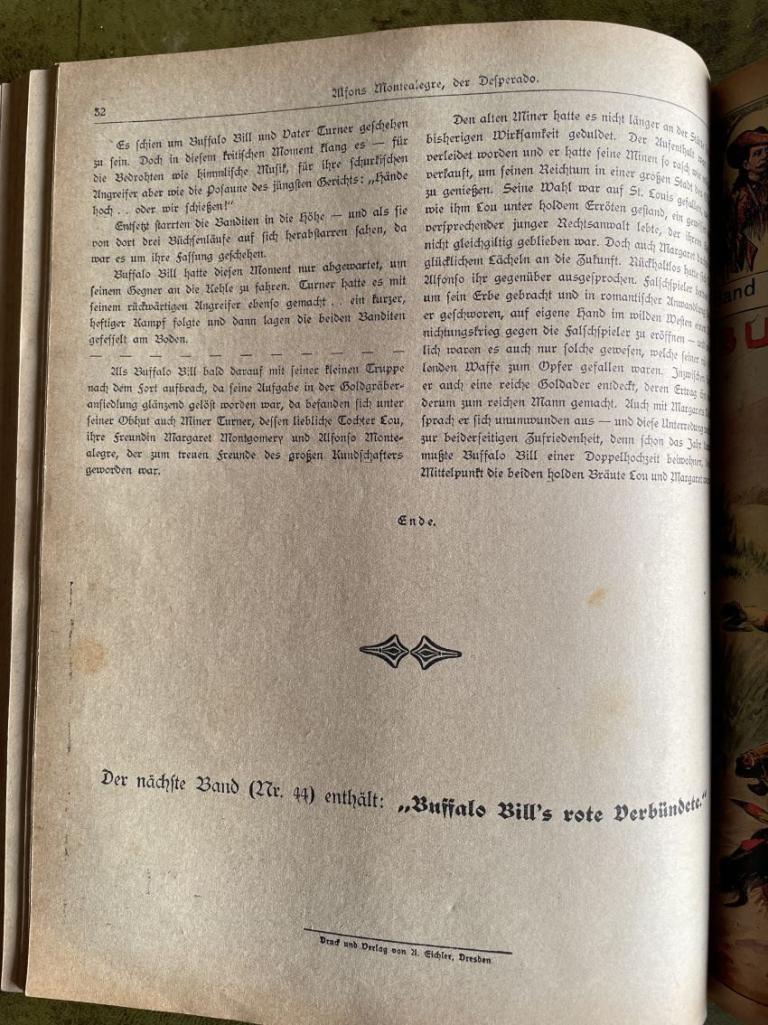 Alfons Montealegre, der Desperado.
32
Es schien um Buffalo Bill und Vater Turner geschehen
zu sein. Doch in diesem kritischen Moment klang es — für
die Bedrohten wie himmlische Musik, für ihre schurkischen
Angreifer aber wie die Posaune des jüngsten Gerichts: „Hände
hoch . . oder wir schießen!“
Entsetzt starrten die Banditen in die Höhe — und als sie
von dort drei Büchsenläufe auf sich herabstarren sahen, da
war es um ihre Fassung geschehen.
Buffalo Bill hatte diesen Moment nur abgewartet, um
seinem Gegner an die Kehle zu fahren. Turner hatte es mit
seinem rückwärtigen Angreifer ebenso gemacht . . ein kurzer,
heftiger Kampf folgte und dann lagen die beiden Banditen
gefesselt am Boden.
— — — — — — — — — — — —
Als Buffalo Bill bald darauf mit seiner kleinen Truppe
nach dem Fort aufbrach, da seine Aufgabe in der Goldgräber-
ansiedlung glänzend gelöst worden war, da befanden sich unter
seiner Obhut auch Miner Turner, dessen liebliche Tochter Lou,
ihre Freundin Margaret Montgomery und Alfonso Monte-
alegre, der zum treuen Freunde des großen Kundschafters
geworden war.
Den alten Miner hatte es nicht länger an der
bisherigen Wirksamkeit geduldet. Der Aufenthalt
verleidet worden und er hatte seine Minen so rasch
verkauft, um seinen Reichtum in einer großen Stadt
zu genießen. Seine Wahl war auf St. Louis gefallen
wie ihm Lou unter holdem Erröten gestand, ein
versprechender junger Rechtsanwalt lebte, der ihrem
nicht gleichgiltig geblieben war. Doch auch Margaret
glücklichem Lächeln an die Zukunft. Rückhaltlos hatte
Alfonso ihr gegenüber ausgesprochen. Falschspieler
um sein Erbe gebracht und in romantischer Anwandlung
er geschworen, auf eigene Hand im wilden Westen einen
nichtungskrieg gegen die Falschspieler zu eröffnen —
lich waren es auch nur solche gewesen, welche seiner
lenden Waffe zum Opfer gefallen waren. Inzwischen
er auch eine reiche Goldader entdeckt, deren Ertrag
derum zum reichen Mann gemacht. Auch mit Margaret
sprach er sich unumwunden aus — und diese Unterredung
zur beiderseitigen Zufriedenheit, denn schon das Jahr
mußte Buffalo Bill einer Doppelhochzeit beiwohnen,
Mittelpunkt die beiden holden Bräute Lou und Margaret
Ende.
Der nächste Band (Nr. 44) enthält: „Buffalo Bill's rote Verbündete.“
Druck und Verlag von A. Eichler, Dresden.
and